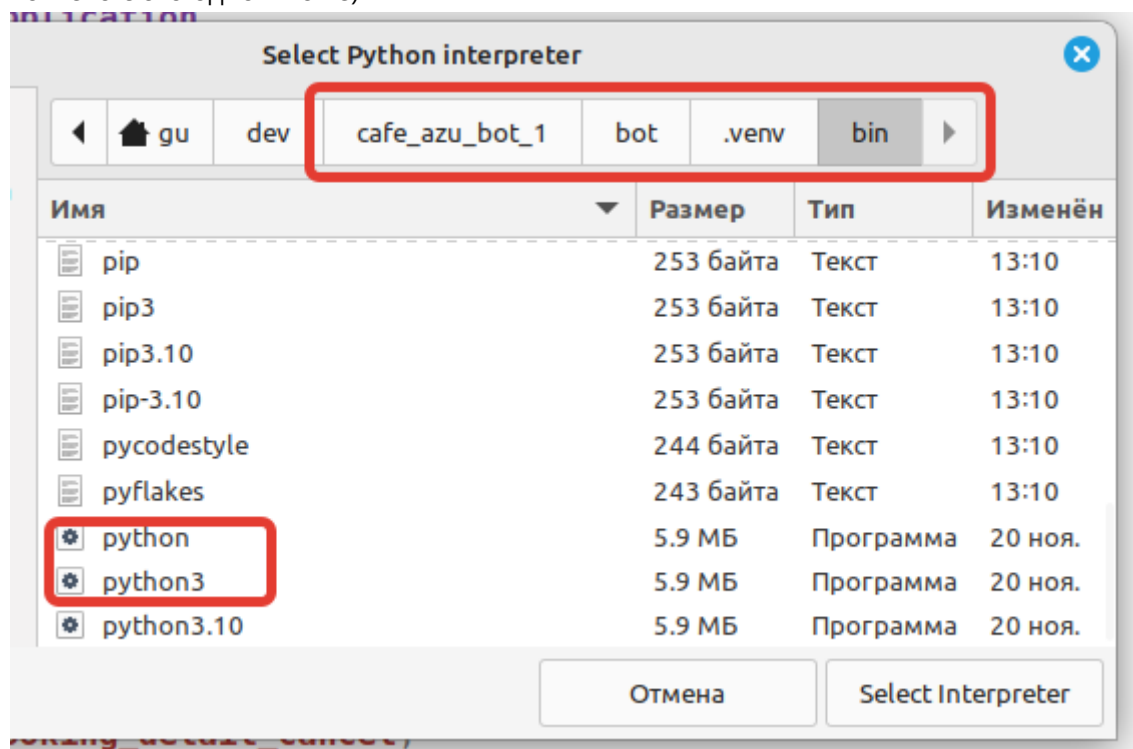 Select Python interpreter
gu dev cafe_azu_bot_1 bot .venv bin
Имя Размер Тип Изменён
pip 253 байта Текст 13:10
pip3 253 байта Текст 13:10
pip3.10 253 байта Текст 13:10
pip-3.10 253 байта Текст 13:10
pycodestyle 244 байта Текст 13:10
pyflakes 243 байта Текст 13:10
python 5.9 МБ Программа 20 ноя.
python3 5.9 МБ Программа 20 ноя.
python3.10 5.9 МБ Программа 20 ноя.
Отмена Select Interpreter